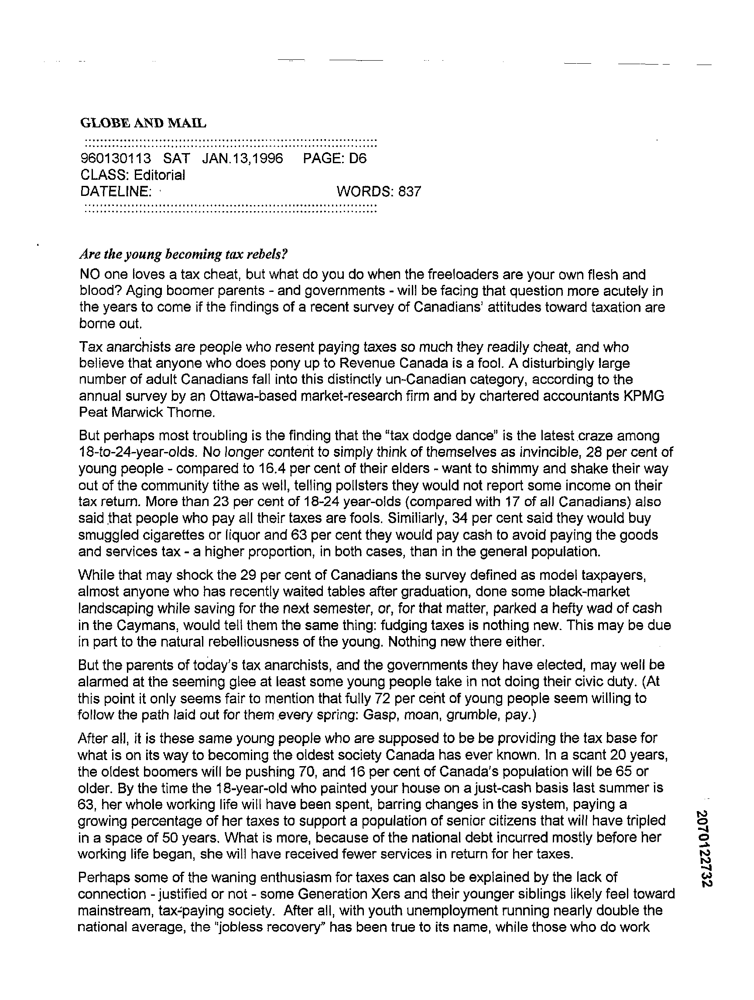 GLOBE AND MAIL
960130113 SAT JAN.13,1996 PAGE: D6
CLASS: Editorial
DATELINE: WORDS: 837
Are the young becoming tax rebels?
NO one loves a tax cheat, but what do you do when the freeloaders are your own flesh and
blood? Aging boomer parents - and governments - will be facing that question more acutely in
the years to come if the findings of a recent survey of Canadians' attitudes toward taxation are
borne out.
Tax anarchists are people who resent paying taxes so much they readily cheat, and who
believe that anyone who does pony up to Revenue Canada is a fool. A disturbingly large
number of adult Canadians fall into this distinctly un-Canadian category, according to the
annual survey by an Ottawa-based market-research firm and by chartered accountants KPMG
Peat Marwick Thorne.
But perhaps most troubling is the finding that the "tax dodge dance" is the latest craze among
18-to-24-year-olds. No longer content to simply think of themselves as invincible, 28 per cent of
young people - compared to 16.4 per cent of their elders - want to shimmy and shake their way
out of the community tithe as well, telling pollsters they would not report some income on their
tax return. More than 23 per cent of 18-24 year-olds (compared with 17 of all Canadians) also
said that people who pay all their taxes are fools. Similiarly, 34 per cent said they would buy
smuggled cigarettes or liquor and 63 per cent they would pay cash to avoid paying the goods
and services tax - a higher proportion, in both cases, than in the general population.
While that may shock the 29 per cent of Canadians the survey defined as model taxpayers,
almost anyone who has recently waited tables after graduation, done some black-market
landscaping while saving for the next semester, or, for that matter, parked a hefty wad of cash
in the Caymans, would tell them the same thing: fudging taxes is nothing new. This may be due
in part to the natural rebelliousness of the young. Nothing new there either.
But the parents of today's tax anarchists, and the governments they have elected, may well be
alarmed at the seeming glee at least some young people take in not doing their civic duty. (At
this point it only seems fair to mention that fully 72 per cent of young people seem willing to
follow the path laid out for them every spring: Gasp, moan, grumble, pay.)
After all, it is these same young people who are supposed to be be providing the tax base for
what is on its way to becoming the oldest society Canada has ever known. In a scant 20 years,
the oldest boomers will be pushing 70, and 16 per cent of Canada's population will be 65 or
older. By the time the 18-year-old who painted your house on a just-cash basis last summer is
63, her whole working life will have been spent, barring changes in the system, paying a
growing percentage of her taxes to support a population of senior citizens that will have tripled
in a space of 50 years. What is more, because of the national debt incurred mostly before her
working life began, she will have received fewer services in return for her taxes.
Perhaps some of the waning enthusiasm for taxes can also be explained by the lack of
connection - justified or not - some Generation Xers and their younger siblings likely feel toward
mainstream, tax-paying society. After all, with youth unemployment running nearly double the
national average, the "jobless recovery" has been true to its name, while those who do work
2070122732